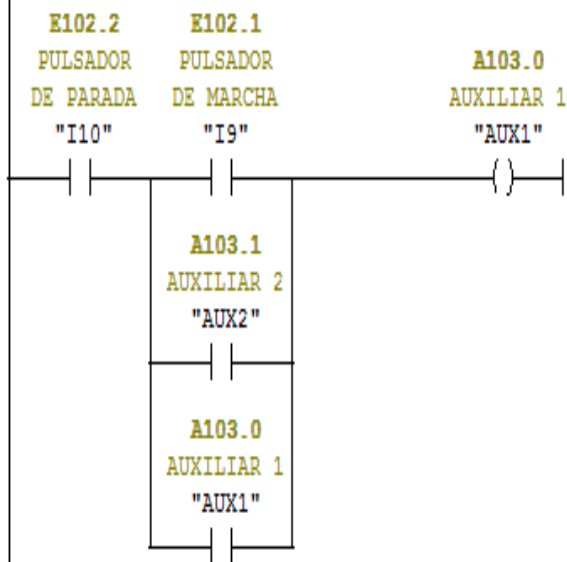 E102.2
PULSADOR
DE PARADA
"I10"
E102.1
PULSADOR
DE MARCHA
"I9"
A103.0
AUXILIAR 1
"AUX1"
A103.1
AUXILIAR 2
"AUX2"
A103.0
AUXILIAR 1
"AUX1"